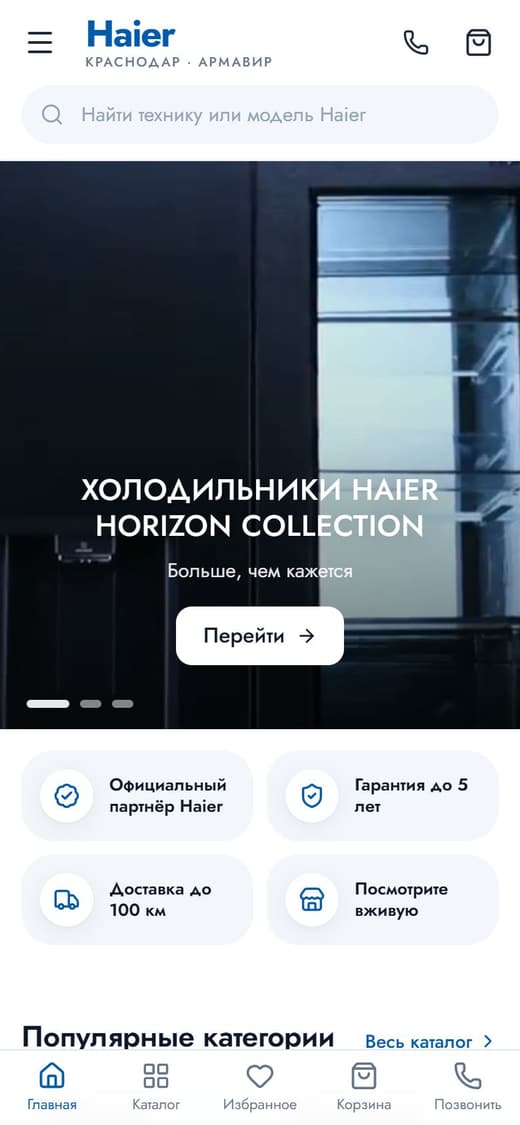 Haier
КРАСНОДАР · АРМАВИР
Найти технику или модель Haier
ХОЛОДИЛЬНИКИ HAIER
HORIZON COLLECTION
Больше, чем кажется
Перейти
Официальный
партнёр Haier
Гарантия до 5
лет
Доставка до
100 км
Посмотрите
вживую
Популярные категории
Весь каталог
Главная
Каталог
Избранное
Корзина
Позвонить